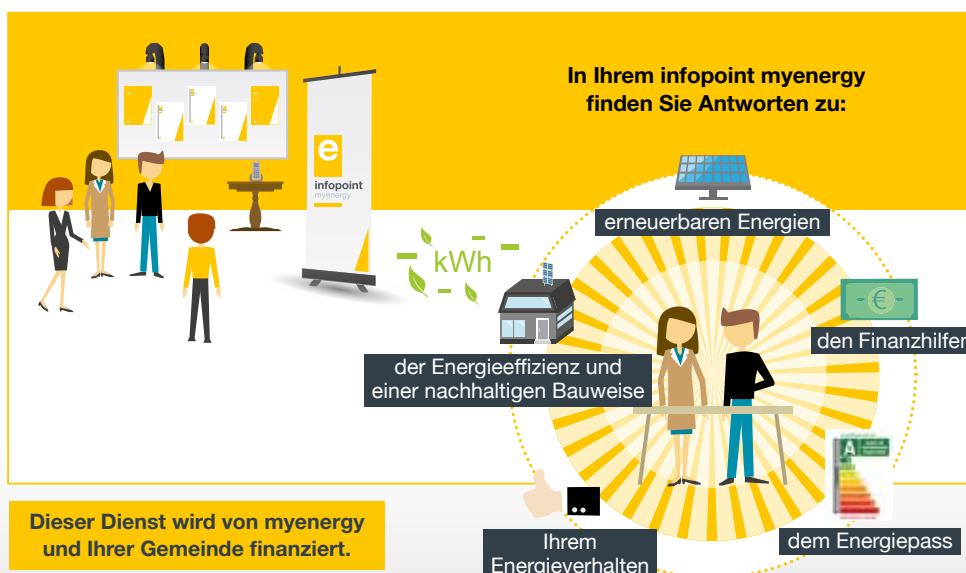 In Ihrem infopoint myenergy
finden Sie Antworten zu:
e
infopoint
myenergy
erneuerbaren Energien
kWh
€
den Finanzhilfen
der Energieeffizienz und
einer nachhaltigen Bauweise
A
Dieser Dienst wird von myenergy
und Ihrer Gemeinde finanziert.
Ihrem
Energieverhalten
dem Energiepass